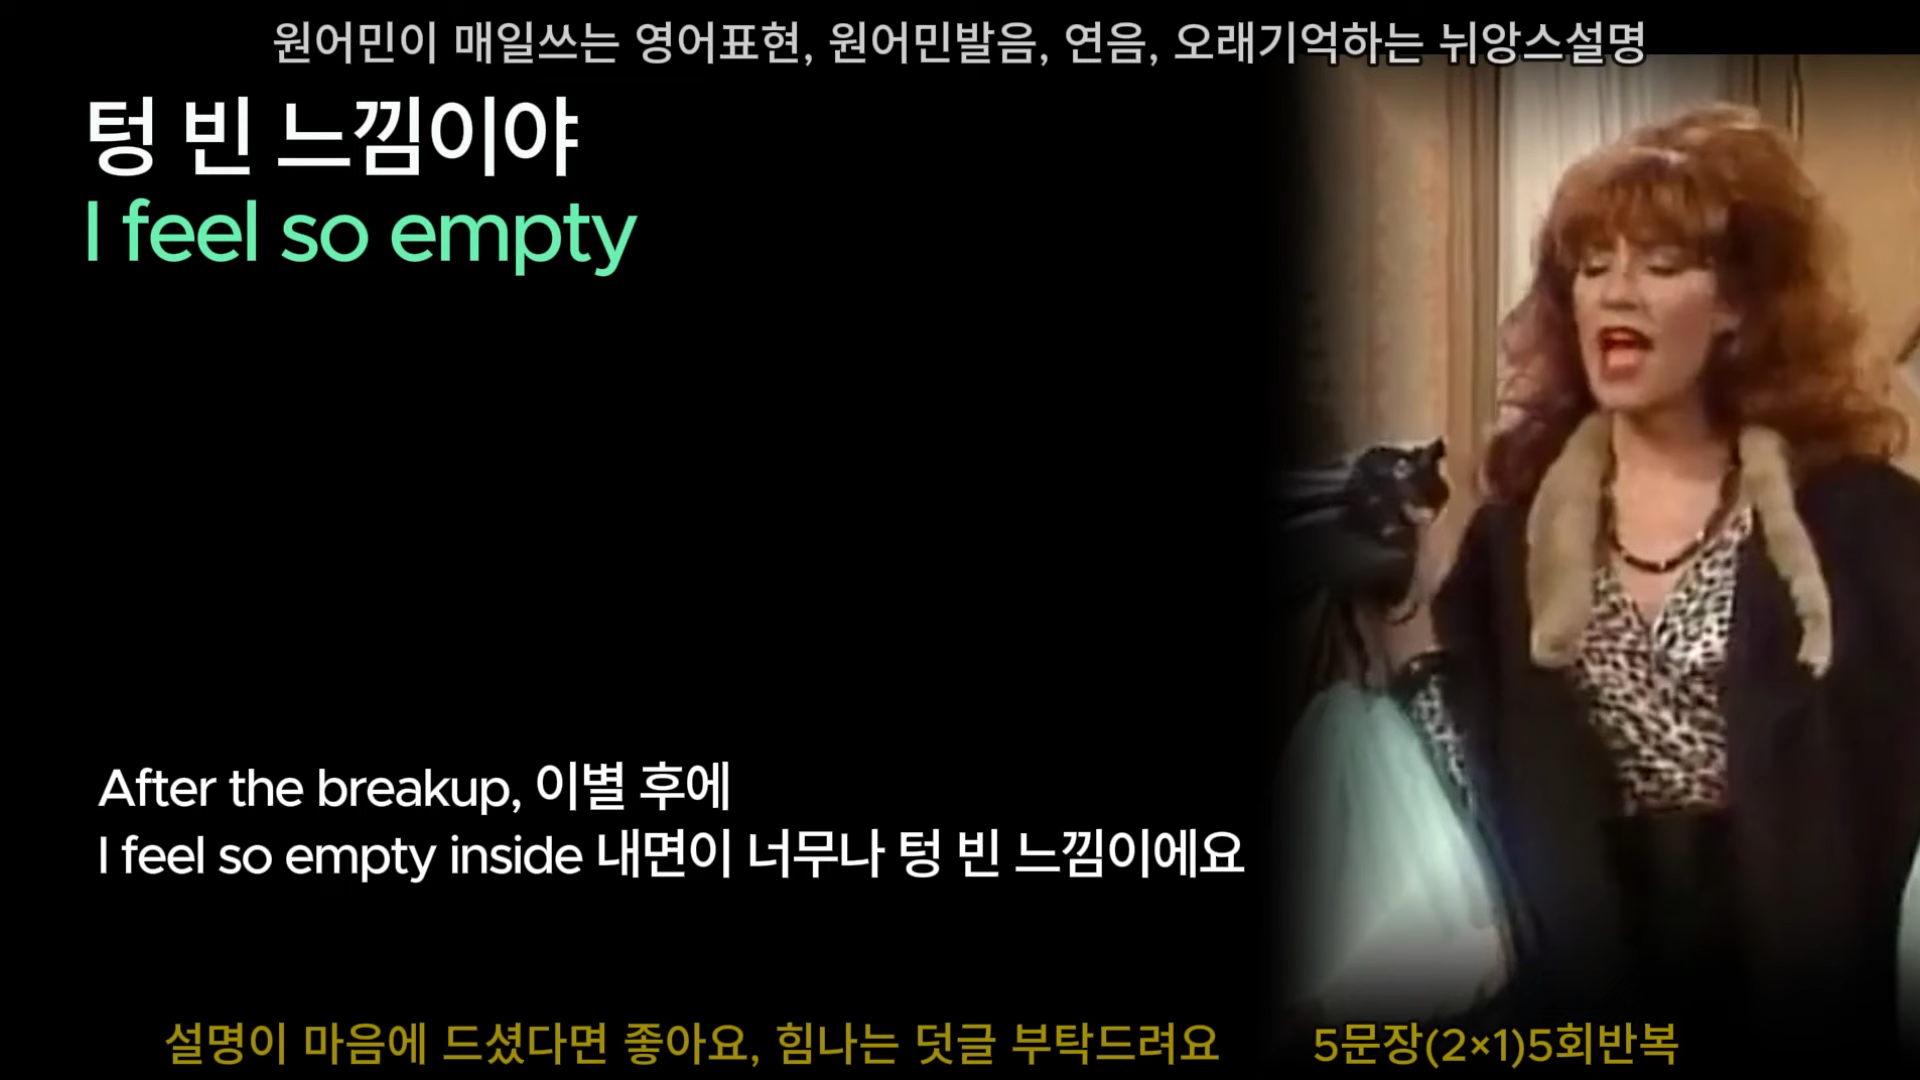 원어민이 매일쓰는 영어표현, 원어민발음, 연음, 오래기억하는 뉘앙스설명
텅 빈 느낌이야
I feel so empty
After the breakup, 이별 후에
I feel so empty inside 내면이 너무나 텅 빈 느낌이에요
설명이 마음에 드셨다면 좋아요, 힘나는 덧글 부탁드려요 5문장(2×1)5회반복